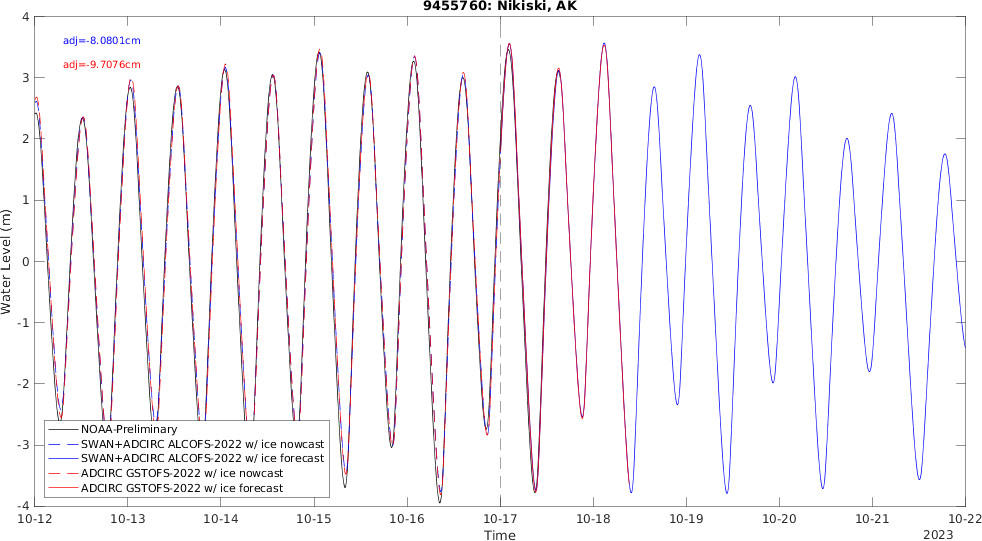 9455760: Nikiski, AK
adj=-8.0801cm
adj=-9.7076cm
4
3
2
1
0
-1
-2
-3
-4
Water Level (m)
NOAA-Preliminary
SWAN+ADCIRC ALCOFS-2022 w/ ice nowcast
SWAN+ADCIRC ALCOFS-2022 w/ ice forecast
ADCIRC GSTOFS-2022 w/ ice nowcast
ADCIRC GSTOFS-2022 w/ ice forecast
10-12 10-13 10-14 10-15 10-16 10-17 10-18 10-19 10-20 10-21 10-22
Time
2023